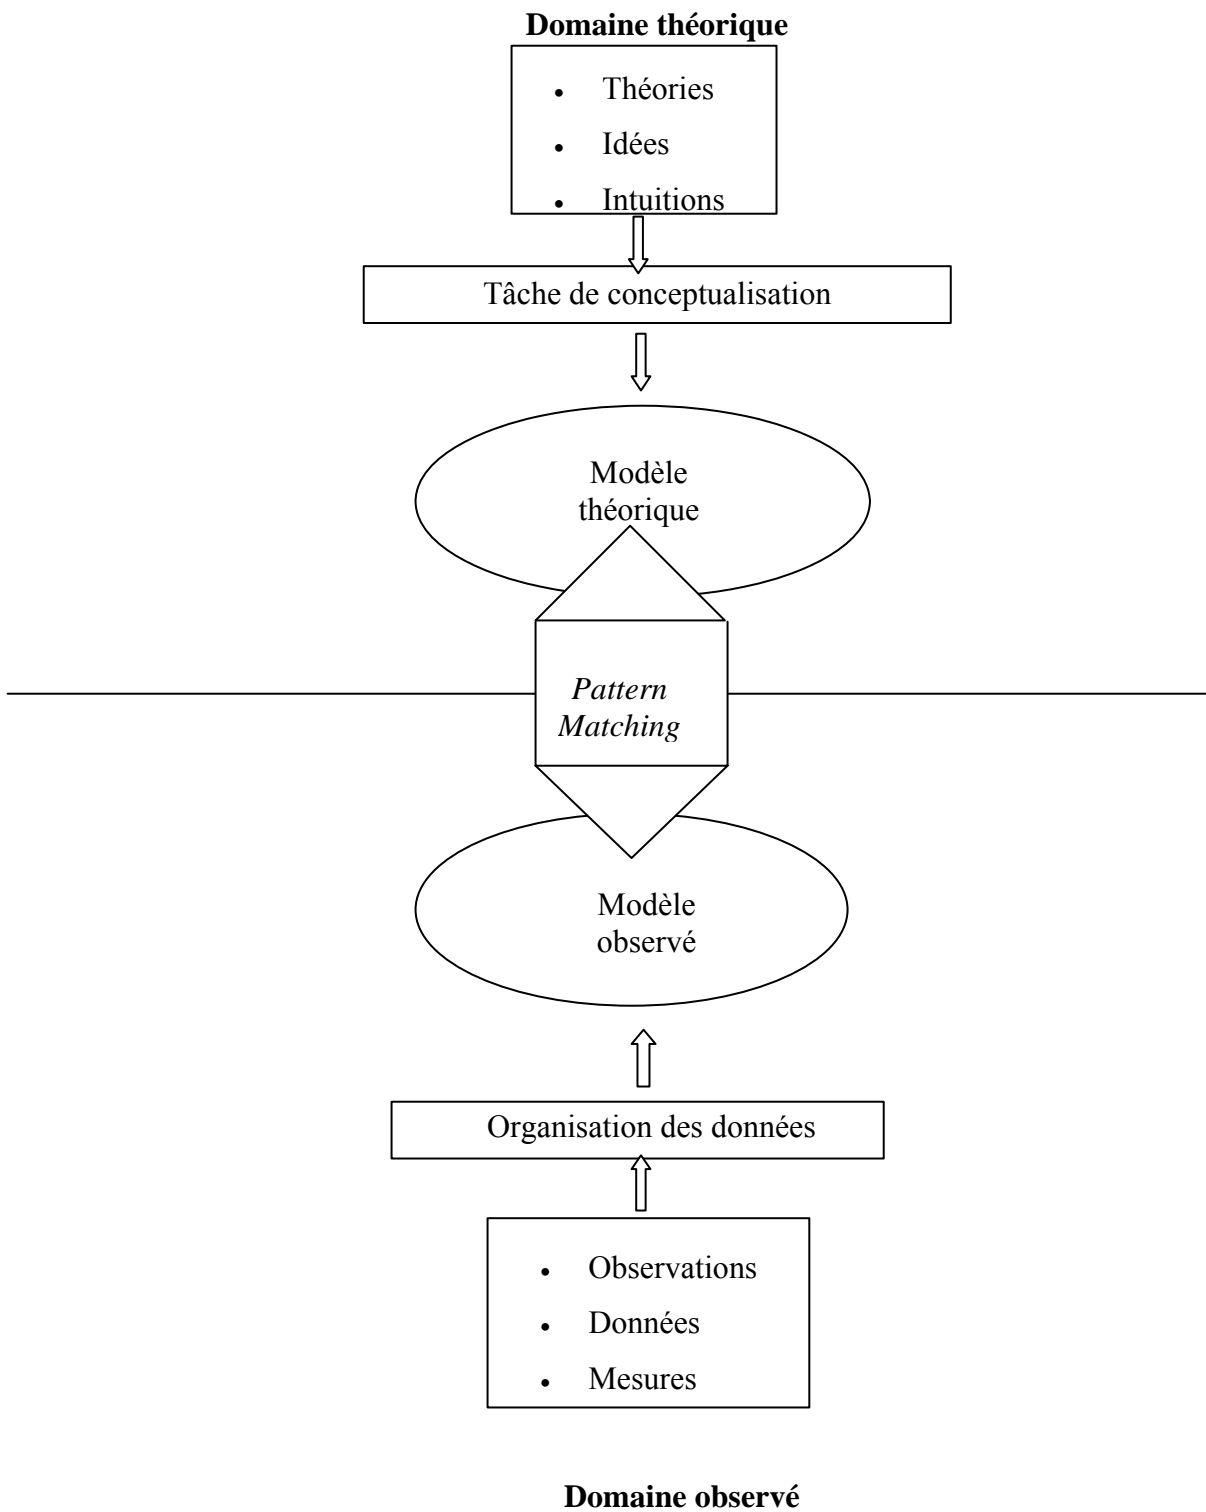 Domaine théorique
• Théories
• Idées
• Intuitions
Tâche de conceptualisation
Modèle
théorique
Pattern
Matching
Modèle
observé
Organisation des données
• Observations
• Données
• Mesures
Domaine observé